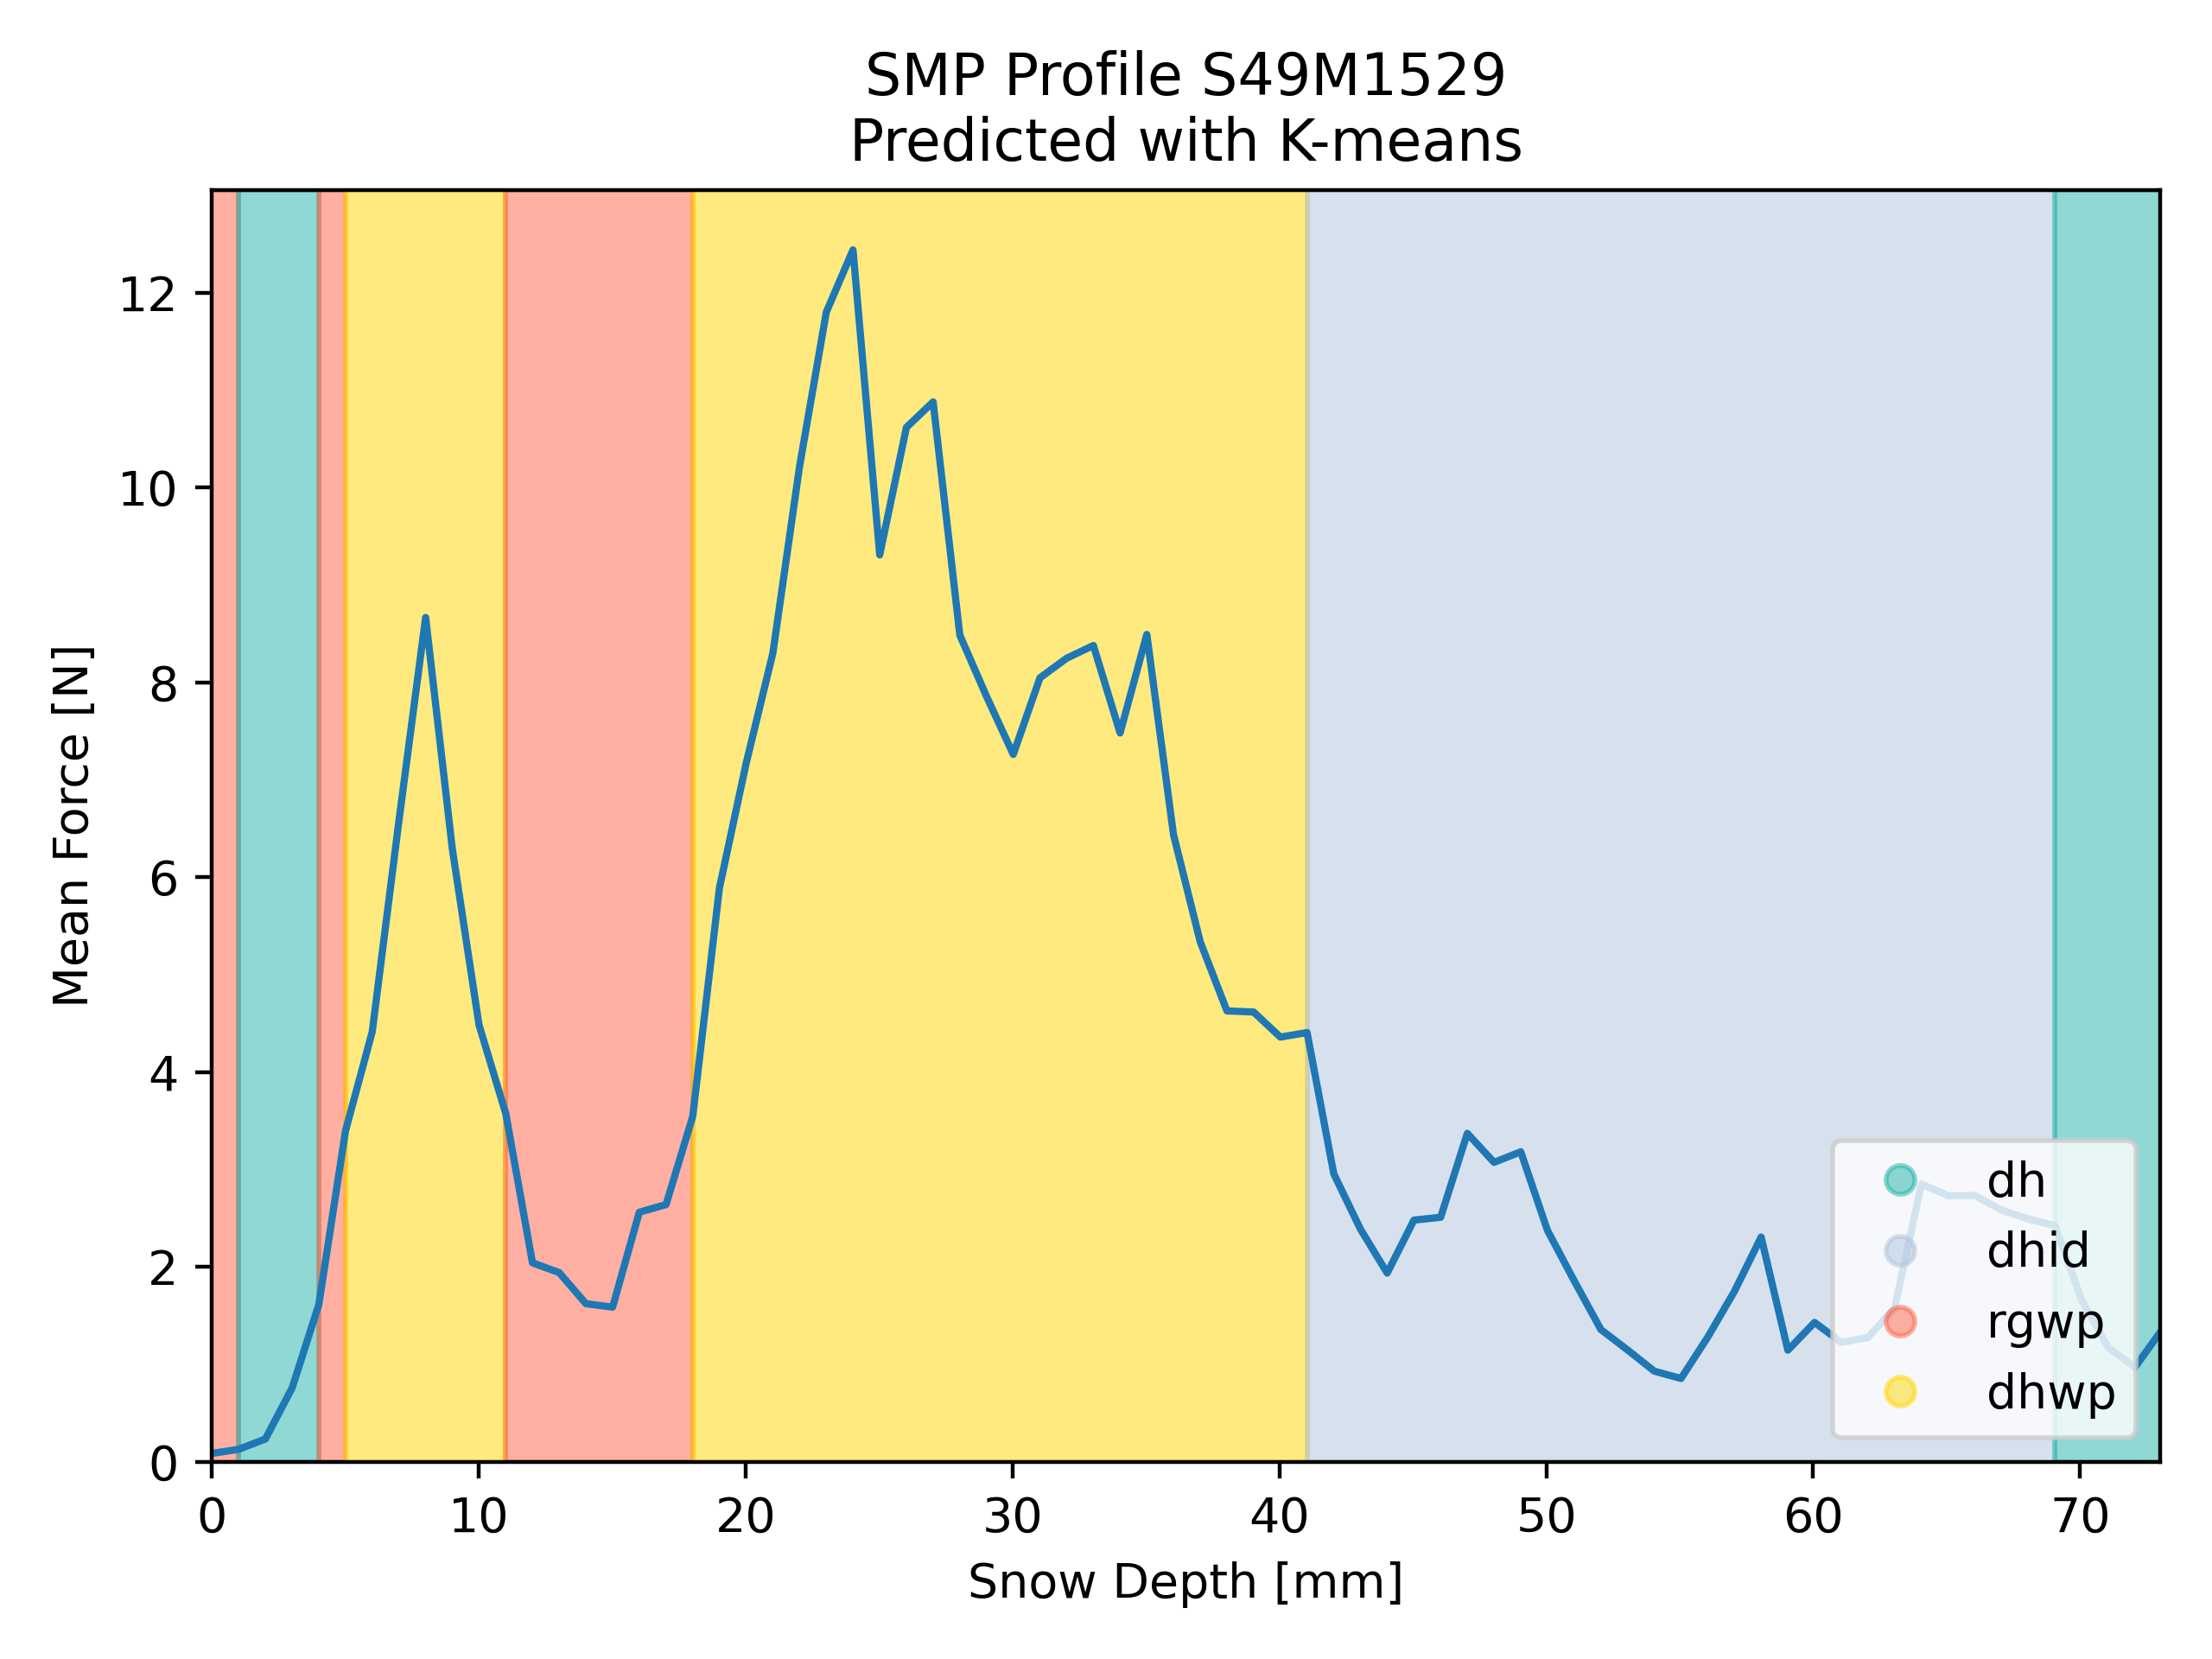 SMP Profile S49M1529
Predicted with K-means
Mean Force [N]
12
10
8
6
4
2
0
dh
dhid
rgwp
dhwp
0 10 20 30 40 50 60 70
Snow Depth [mm]